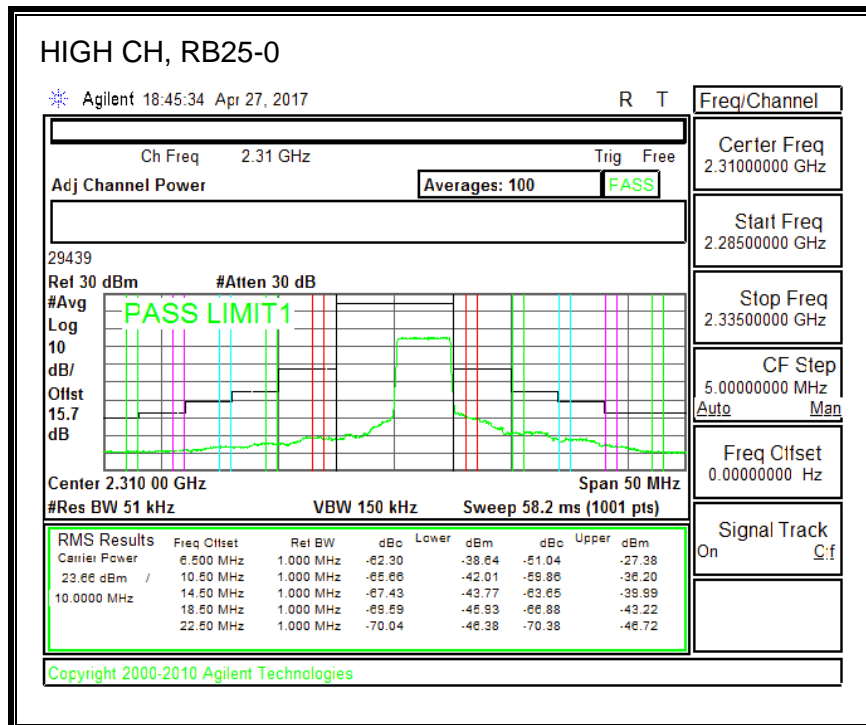 HIGH CH, RB25-0
Agilent 18:45:34 Apr 27, 2017 R T
Freq/Channel
Ch Freq 2.31 GHz Trig Free
Adj Channel Power Averages: 100 PASS
Center Freq
2.31000000 GHz
Start Freq
2.28500000 GHz
Stop Freq
2.33500000 GHz
CF Step
5.00000000 MHz
Auto Man
Freq Offset
0.00000000 Hz
Signal Track
On Off
29439
Ref 30 dBm #Atten 30 dB
#Avg
Log
10
dB/
Offst
15.7
dB
PASS LIMIT1
Center 2.310 00 GHz Span 50 MHz
#Res BW 51 kHz VBW 150 kHz Sweep 58.2 ms (1001 pts)
RMS Results Freq Offset Ref BW dBc Lower dBm dBc Upper dBm
Carrier Power 6.500 MHz 1.000 MHz -62.30 -38.64 -51.04 -27.38
23.66 dBm / 10.50 MHz 1.000 MHz -65.66 -42.01 -59.86 -36.20
10.0000 MHz 14.50 MHz 1.000 MHz -67.43 -43.77 -63.65 -39.99
18.50 MHz 1.000 MHz -69.59 -45.93 -66.88 -43.22
22.50 MHz 1.000 MHz -70.04 -46.38 -70.38 -46.72
Copyright 2000-2010 Agilent Technologies